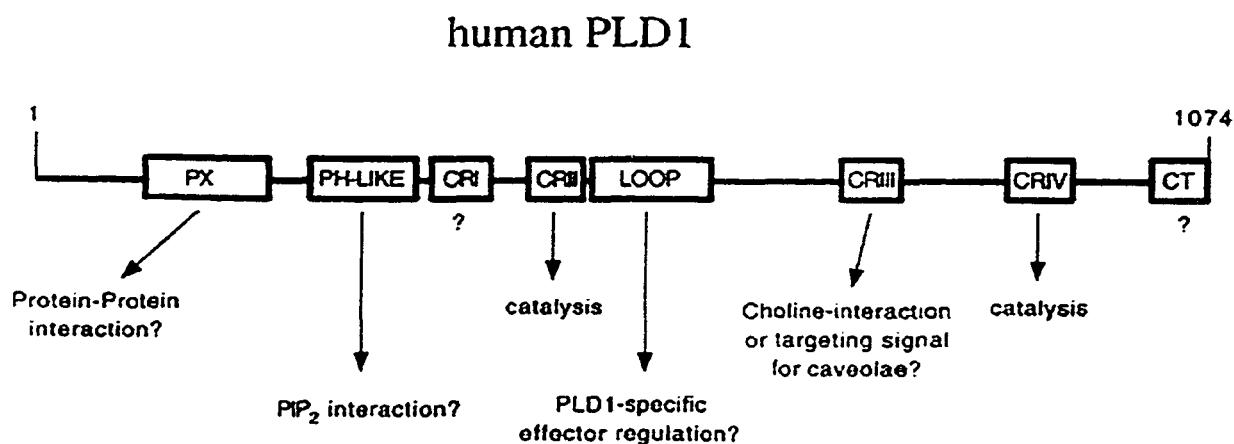 human PLD1
1
1074
PX
PH-LIKE
CRI
CRII
LOOP
CRIII
CRIV
CT
?
?
Protein-Protein
interaction?
PIP₂ interaction?
catalysis
PLD1-specific
effector regulation?
Choline-interaction
or targeting signal
for caveolae?
catalysis